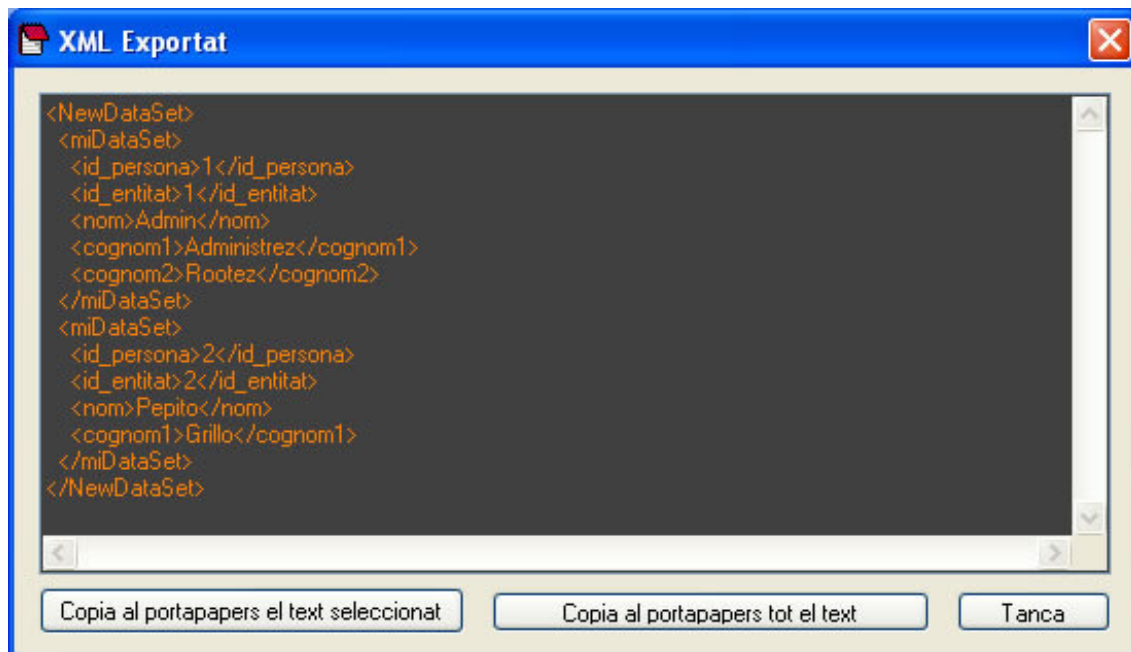 XML Exportat
<NewDataSet>
<miDataSet>
<id_persona>1</id_persona>
<id_entitat>1</id_entitat>
<nom>Admin</nom>
<cognom1>Administrez</cognom1>
<cognom2>Rootez</cognom2>
</miDataSet>
<miDataSet>
<id_persona>2</id_persona>
<id_entitat>2</id_entitat>
<nom>Pepito</nom>
<cognom1>Grillo</cognom1>
</miDataSet>
</NewDataSet>
Copia al portapapers el text seleccionat
Copia al portapapers tot el text
Tanca